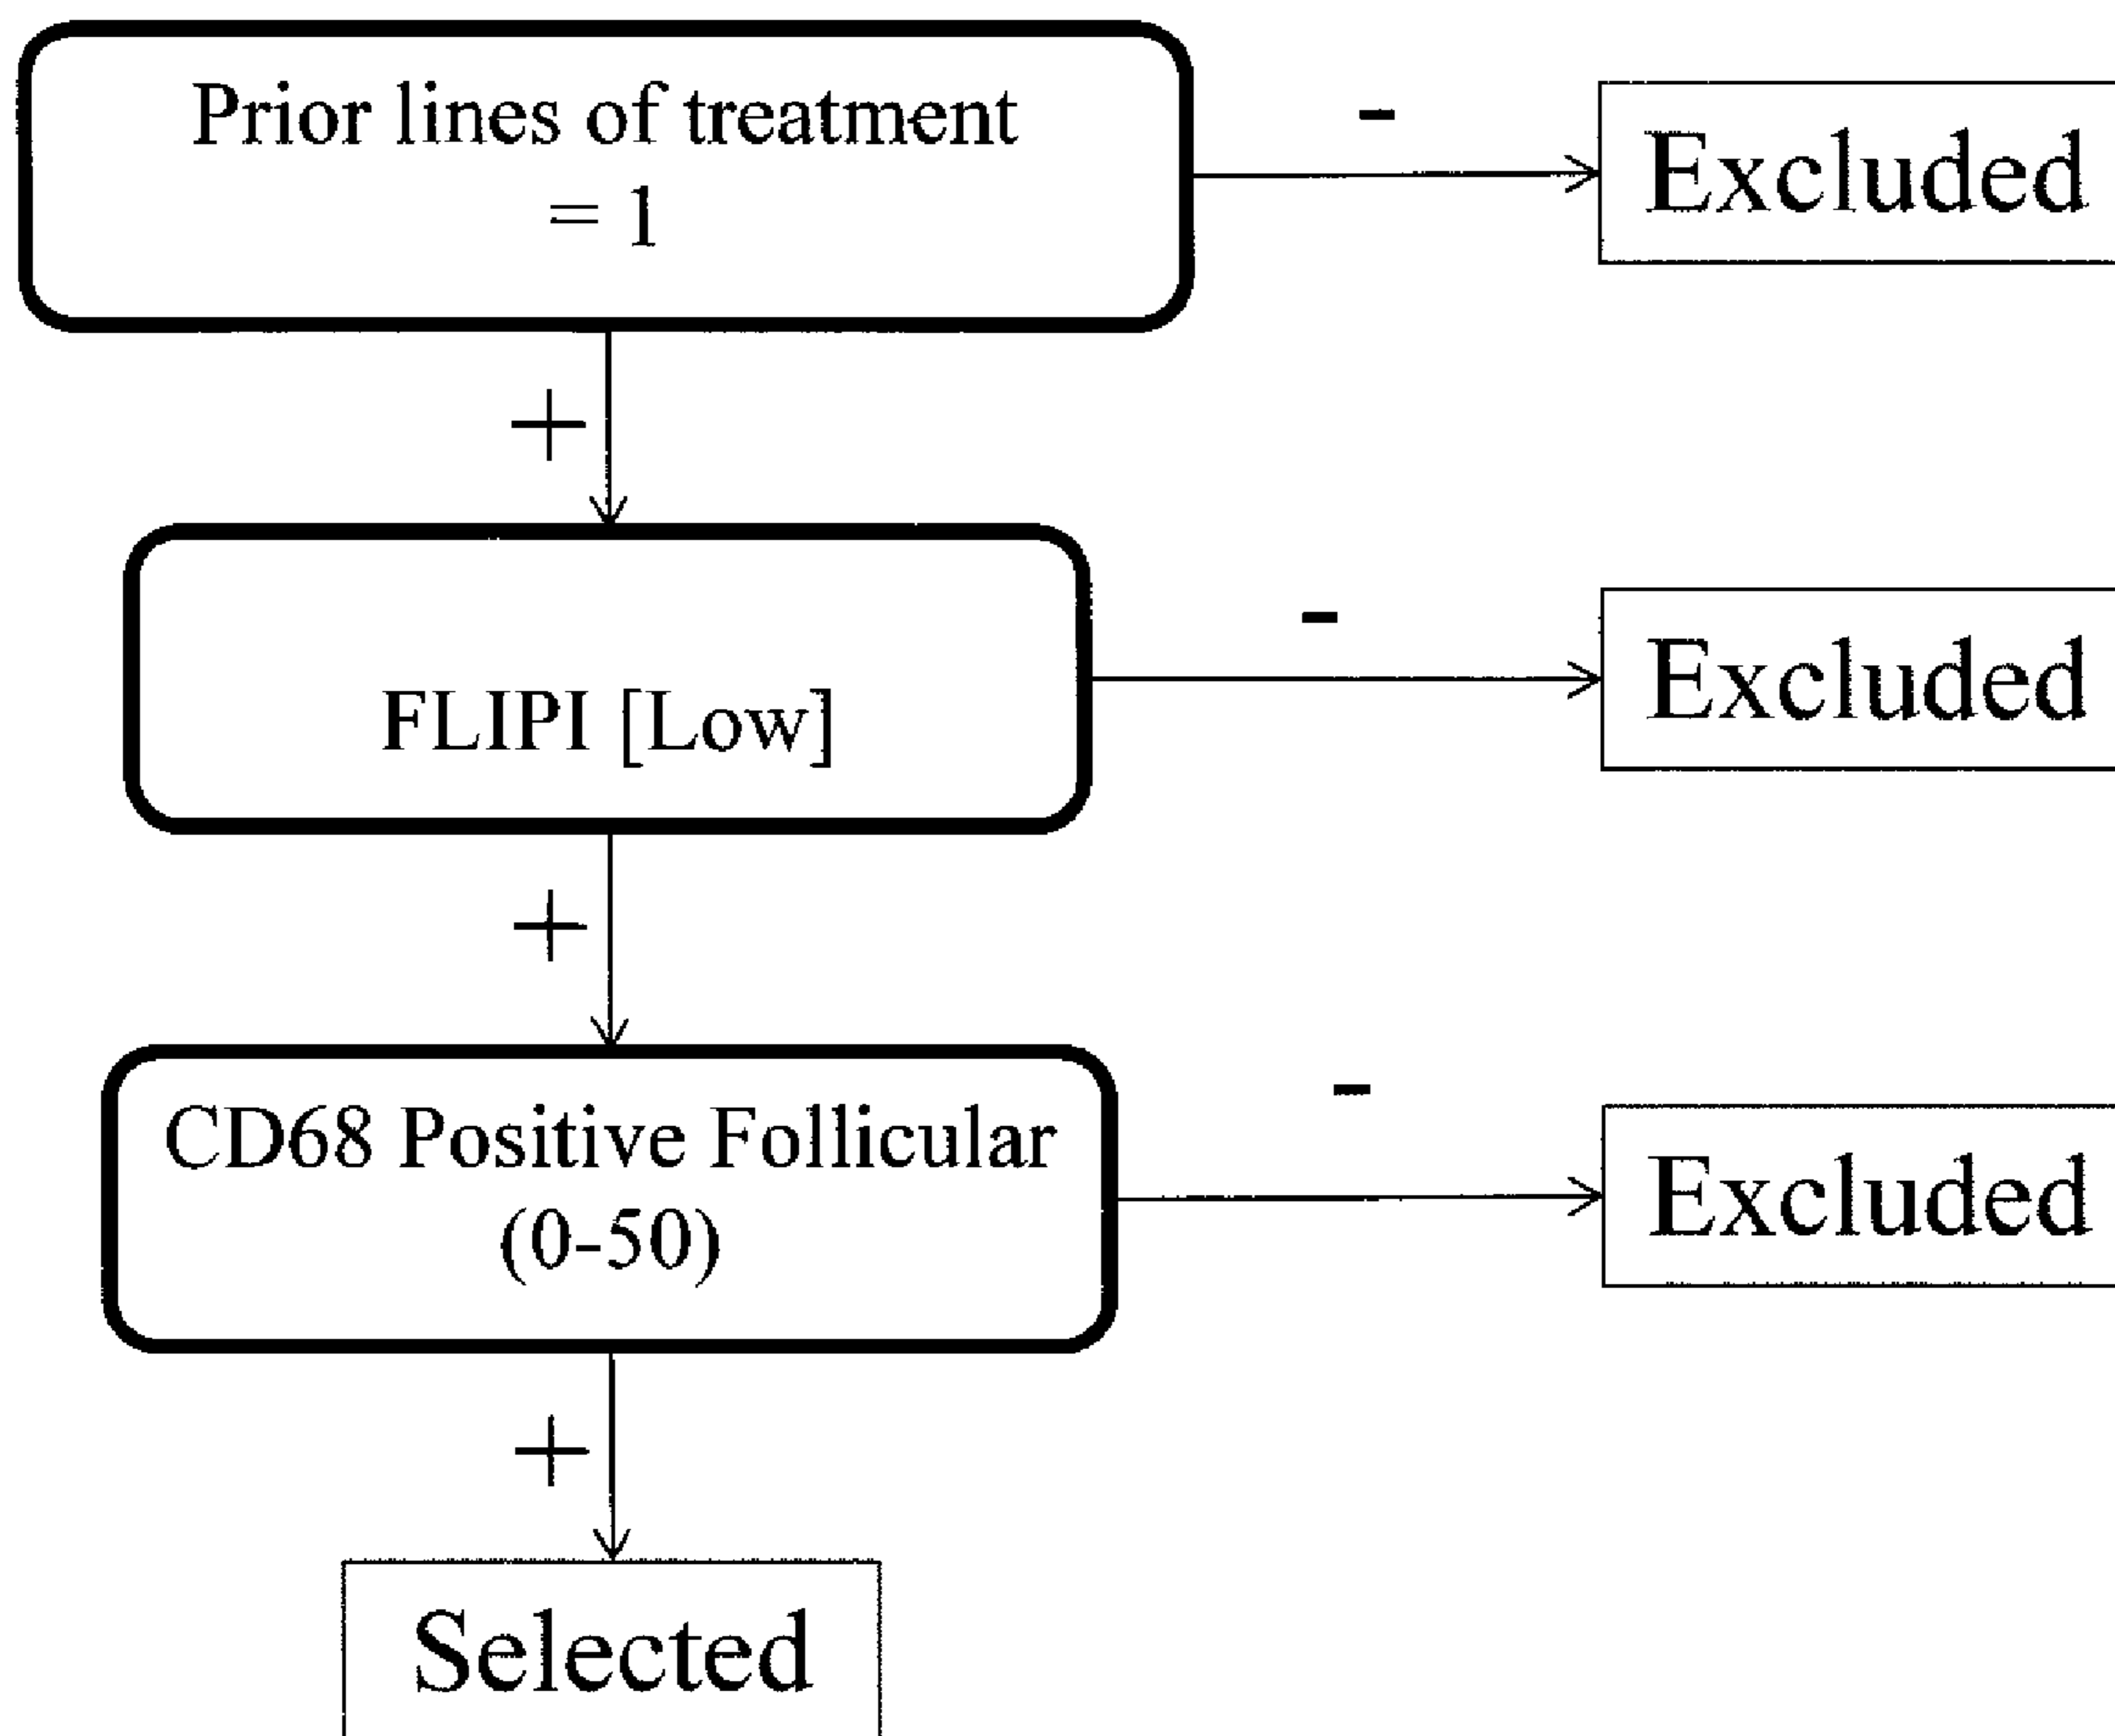 Prior lines of treatment
= 1
-
Excluded
+
FLIPI [Low]
-
Excluded
+
CD68 Positive Follicular
(0-50)
-
Excluded
+
Selected